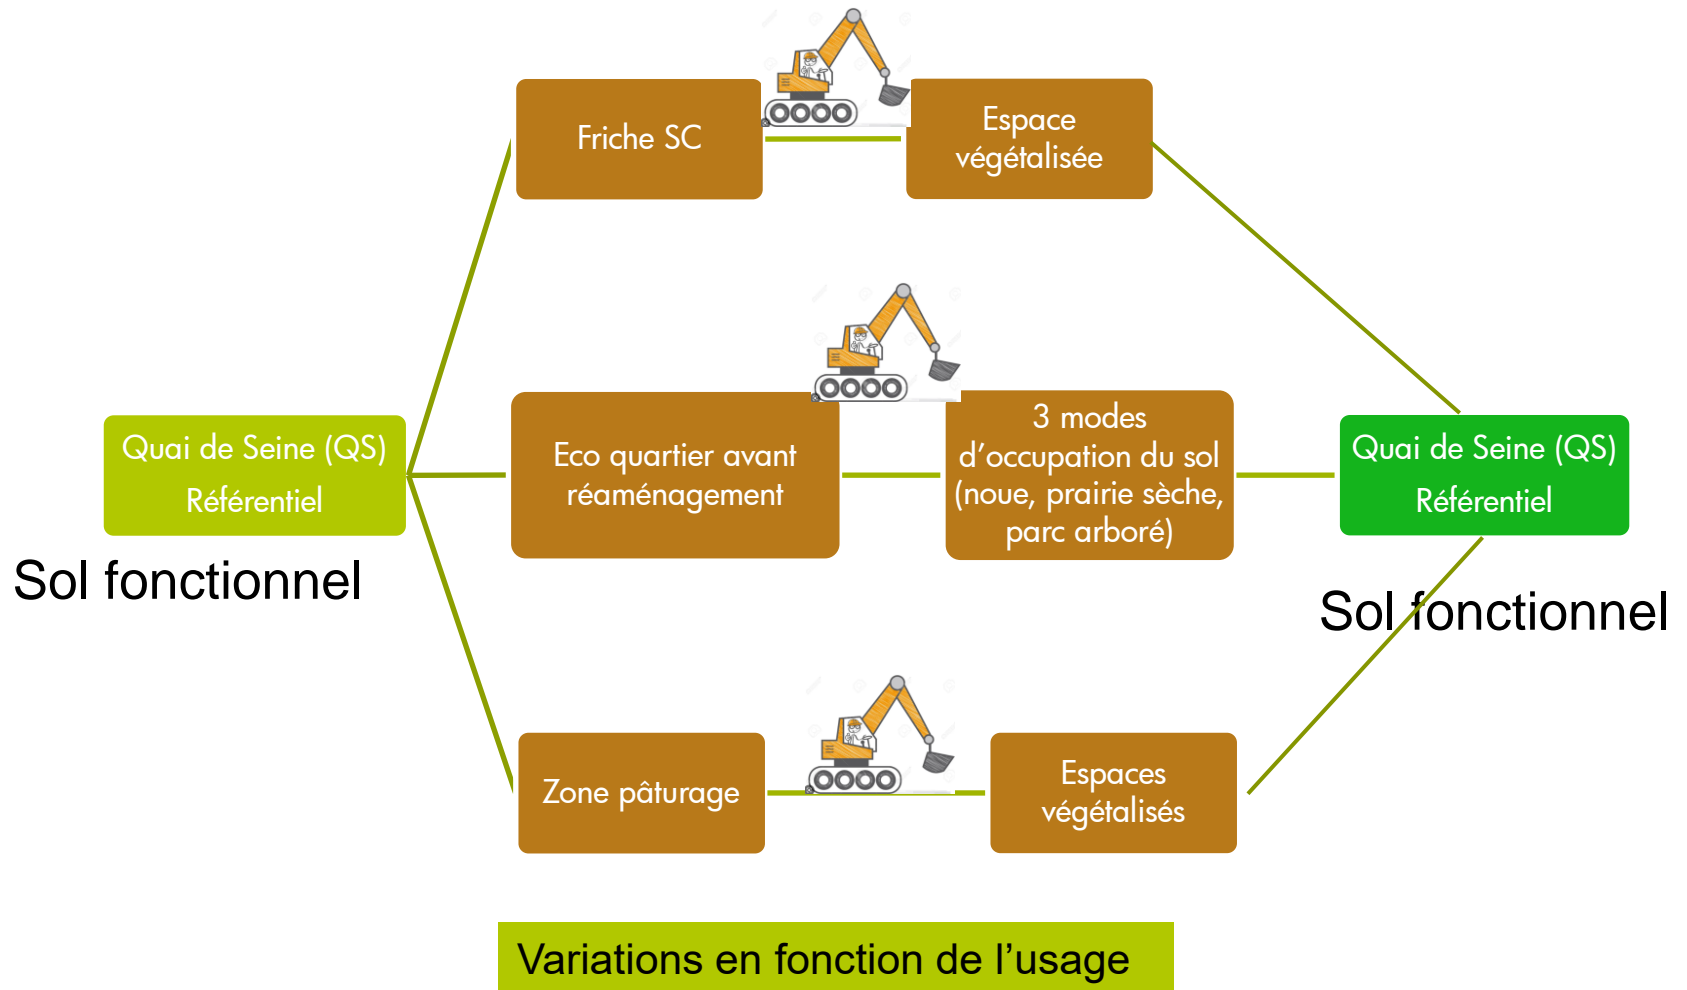 Friche SC
Espace
végétalisée
Quai de Seine (QS)
Référentiel
Sol fonctionnel
Eco quartier avant
réaménagement
3 modes
d’occupation du sol
(noue, prairie sèche,
parc arboré)
Quai de Seine (QS)
Référentiel
Sol fonctionnel
Zone pâturage
Espaces
végétalisés
Variations en fonction de l’usage